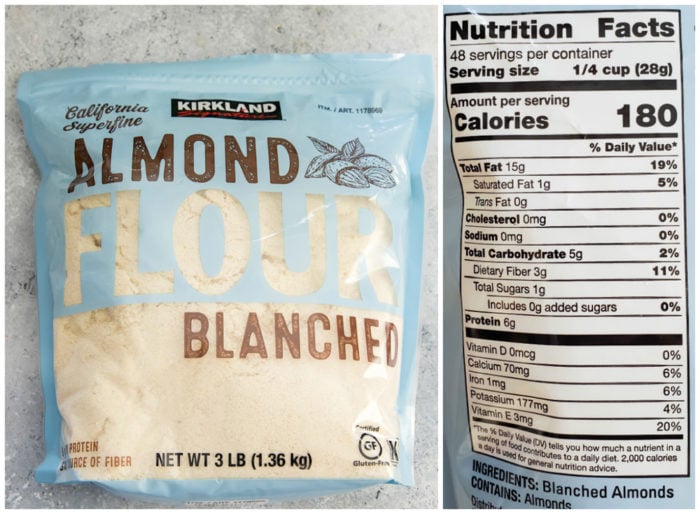 California
Superfine
KIRKLAND
Signature
ITM. / ART. 1178969
ALMOND
FLOUR
BLANCHED
PROTEIN
SOURCE OF FIBER
NET WT 3 LB (1.36 kg)
Certified
GF
Gluten-Free
K
Nutrition Facts
48 servings per container
Serving size 1/4 cup (28g)
Amount per serving
Calories 180
% Daily Value*
Total Fat 15g 19%
Saturated Fat 1g 5%
Trans Fat 0g
Cholesterol 0mg 0%
Sodium 0mg 0%
Total Carbohydrate 5g 2%
Dietary Fiber 3g 11%
Total Sugars 1g
Includes 0g added sugars 0%
Protein 6g
Vitamin D 0mcg 0%
Calcium 70mg 6%
Iron 1mg 6%
Potassium 177mg 4%
Vitamin E 3mg 20%
*The % Daily Value (DV) tells you how much a nutrient in a
serving of food contributes to a daily diet. 2,000 calories
a day is used for general nutrition advice.
INGREDIENTS: Blanched Almonds
CONTAINS: Almonds